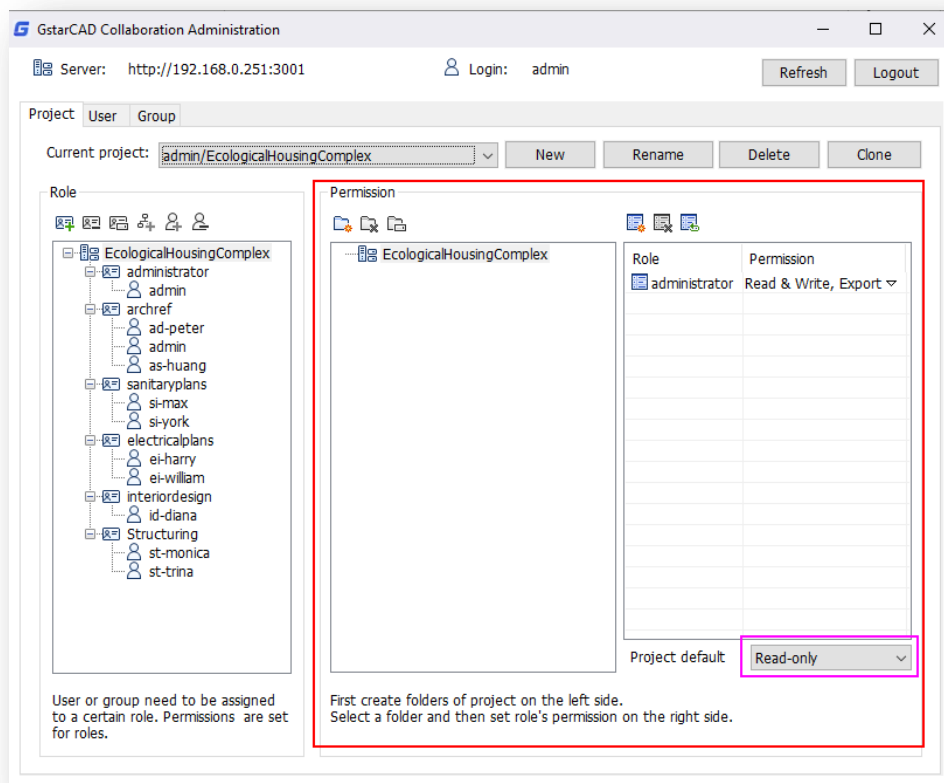 GstarCAD Collaboration Administration
Server: http://192.168.0.251:3001 Login: admin Refresh Logout
Project User Group
Current project: admin/EcologicalHousingComplex New Rename Delete Clone
Role
EcologicalHousingComplex
administrator
admin
archref
ad-peter
admin
as-huang
sanitaryplans
si-max
si-york
electricalplans
ei-harry
ei-william
interiordesign
id-diana
Structuring
st-monica
st-trina
User or group need to be assigned
to a certain role. Permissions are set
for roles.
Permission
EcologicalHousingComplex
Role Permission
administrator Read & Write, Export
Project default Read-only
First create folders of project on the left side.
Select a folder and then set role's permission on the right side.